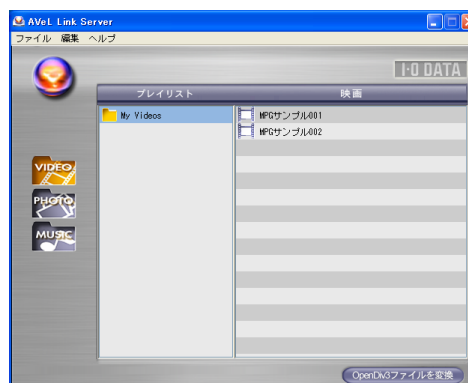 AVeL Link Server
ファイル 編集 ヘルプ
I-O DATA
プレイリスト 映画
My Videos
MPGサンプル001
MPGサンプル002
VIDEO
PHOTO
MUSIC
OpenDiv3ファイルを変換